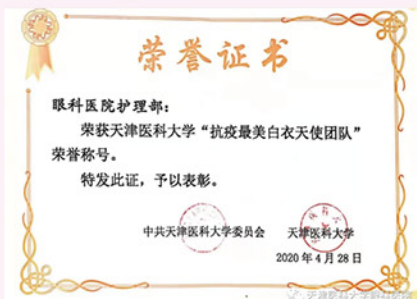 荣誉证书
眼科医院护理部：
荣获天津医科大学“抗疫最美白衣天使团队”
荣誉称号。
特发此证，予以表彰。
中共天津医科大学委员会 天津医科大学
2020年4月28日